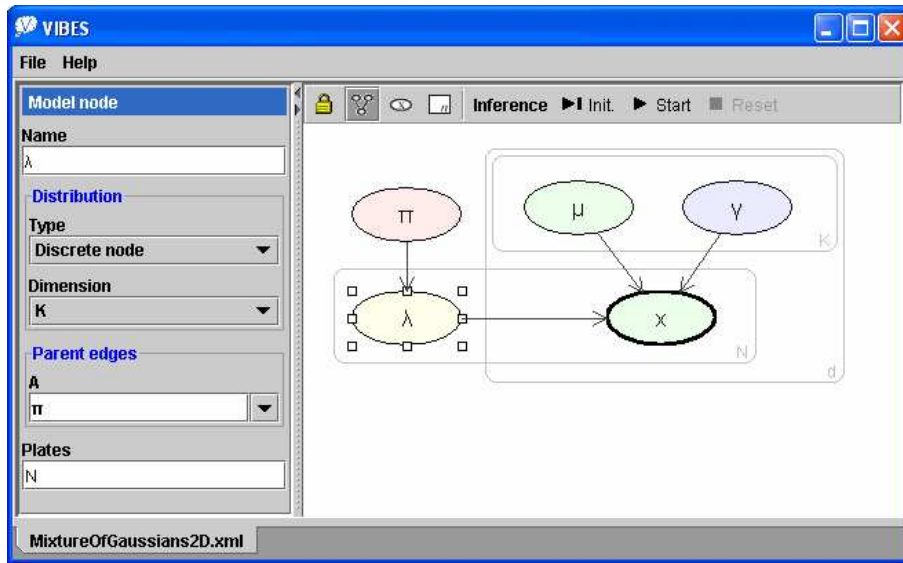 VIBES
File Help
Model node
Name
λ
Distribution
Type
Discrete node
Dimension
K
Parent edges
A
π
Plates
N
Inference Init. Start Reset
n
π
μ
γ
K
λ
x
N
d
MixtureOfGaussians2D.xml